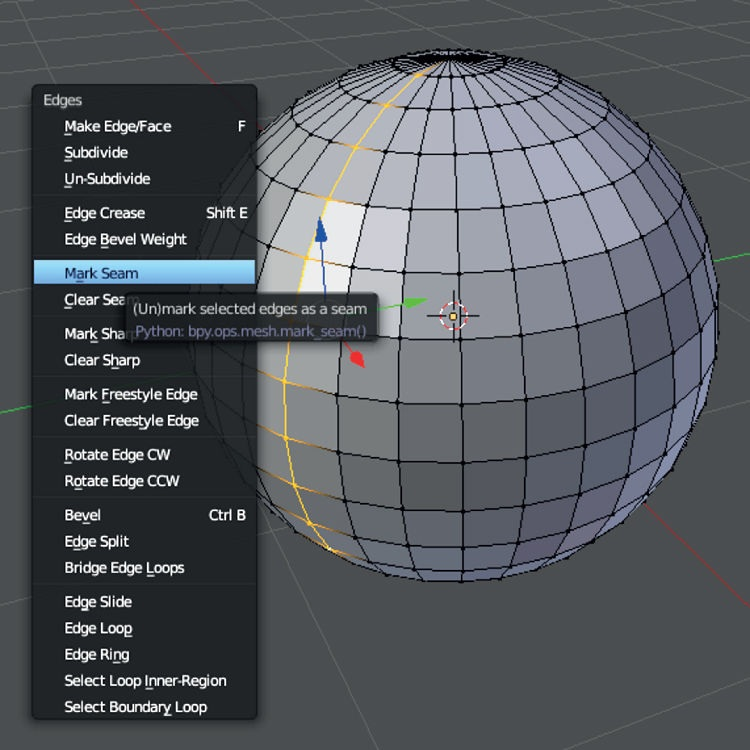 Edges
Make Edge/Face F
Subdivide
Un-Subdivide
Edge Crease Shift E
Edge Bevel Weight
Mark Seam
Clear Seam
(Un)mark selected edges as a seam
Python: bpy.ops.mesh.mark_seam()
Mark Shar
Clear Sharp
Mark Freestyle Edge
Clear Freestyle Edge
Rotate Edge CW
Rotate Edge CCW
Bevel Ctrl B
Edge Split
Bridge Edge Loops
Edge Slide
Edge Loop
Edge Ring
Select Loop Inner-Region
Select Boundary Loop